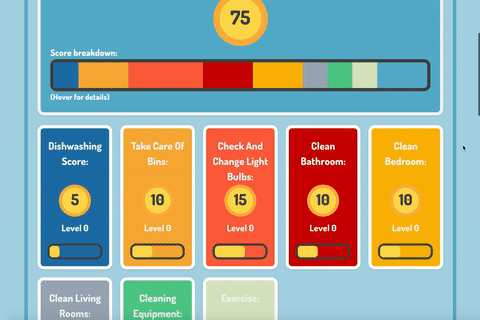 75
Score breakdown:
(Hover for details)
Dishwashing
Score:
5
Level 0
Take Care Of
Bins:
10
Level 0
Check And
Change Light
Bulbs:
15
Level 0
Clean
Bathroom:
10
Level 0
Clean
Bedroom:
10
Level 0
Clean Living
Rooms:
Cleaning
Equipment:
Exercise: